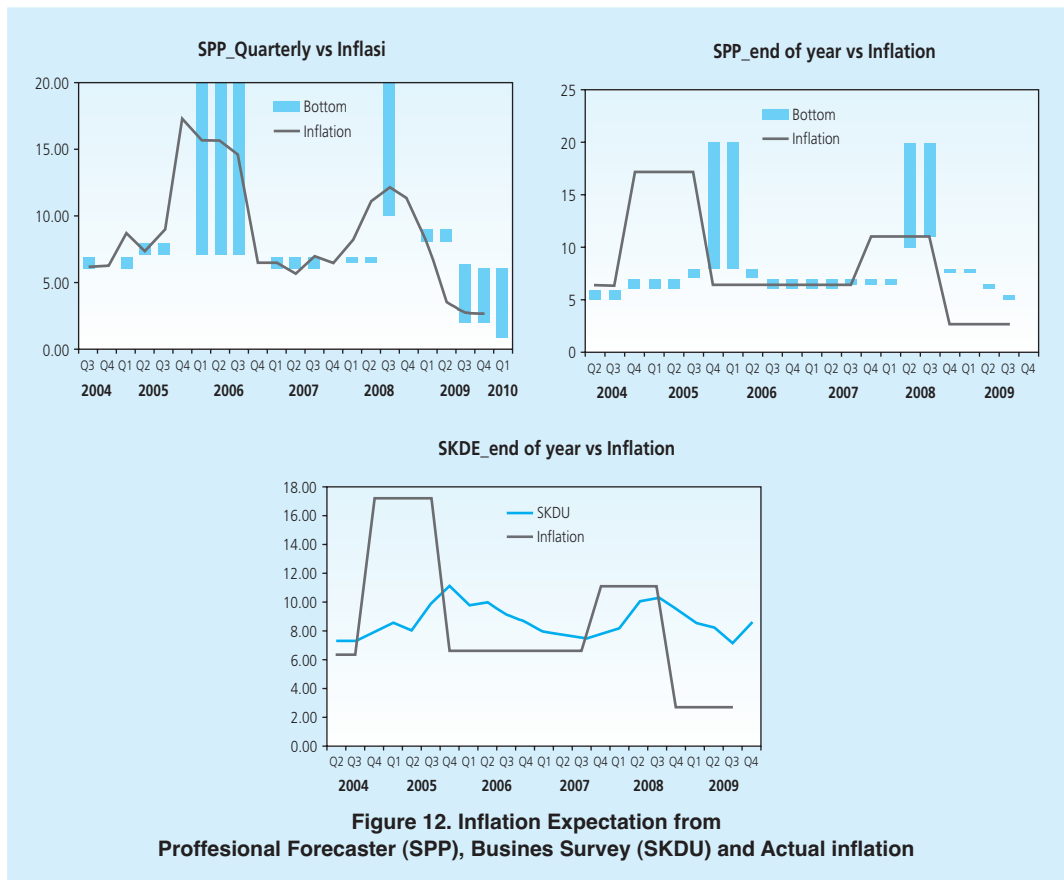 SPP_Quarterly vs Inflasi
20.00
15.00
10.00
5.00
0.00
Bottom
Inflation
Q3 Q4 Q1 Q2 Q3 Q4 Q1 Q2 Q3 Q4 Q1 Q2 Q3 Q4 Q1 Q2 Q3 Q4 Q1 Q2 Q3 Q4 Q1
2004 2005 2006 2007 2008 2009 2010
SPP_end of year vs Inflation
25
20
15
10
5
0
Bottom
Inflation
Q2 Q3 Q4 Q1 Q2 Q3 Q4 Q1 Q2 Q3 Q4 Q1 Q2 Q3 Q4 Q1 Q2 Q3 Q4 Q1 Q2 Q3 Q4
2004 2005 2006 2007 2008 2009
SKDE_end of year vs Inflation
18.00
16.00
14.00
12.00
10.00
8.00
6.00
4.00
2.00
0.00
SKDU
Inflation
Q2 Q3 Q4 Q1 Q2 Q3 Q4 Q1 Q2 Q3 Q4 Q1 Q2 Q3 Q4 Q1 Q2 Q3 Q4 Q1 Q2 Q3 Q4
2004 2005 2006 2007 2008 2009
Figure 12. Inflation Expectation from
Proffesional Forecaster (SPP), Busines Survey (SKDU) and Actual inflation